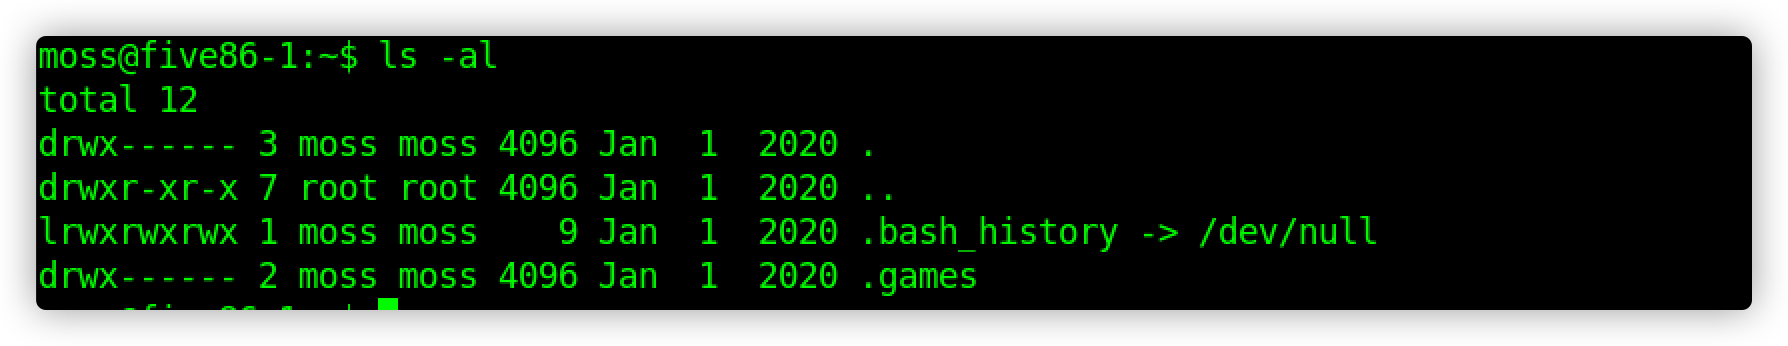 moss@five86-1:~$ ls -al
total 12
drwx------ 3 moss moss 4096 Jan  1  2020 .
drwxr-xr-x 7 root root 4096 Jan  1  2020 ..
lrwxrwxrwx 1 moss moss    9 Jan  1  2020 .bash_history -> /dev/null
drwx------ 2 moss moss 4096 Jan  1  2020 .games